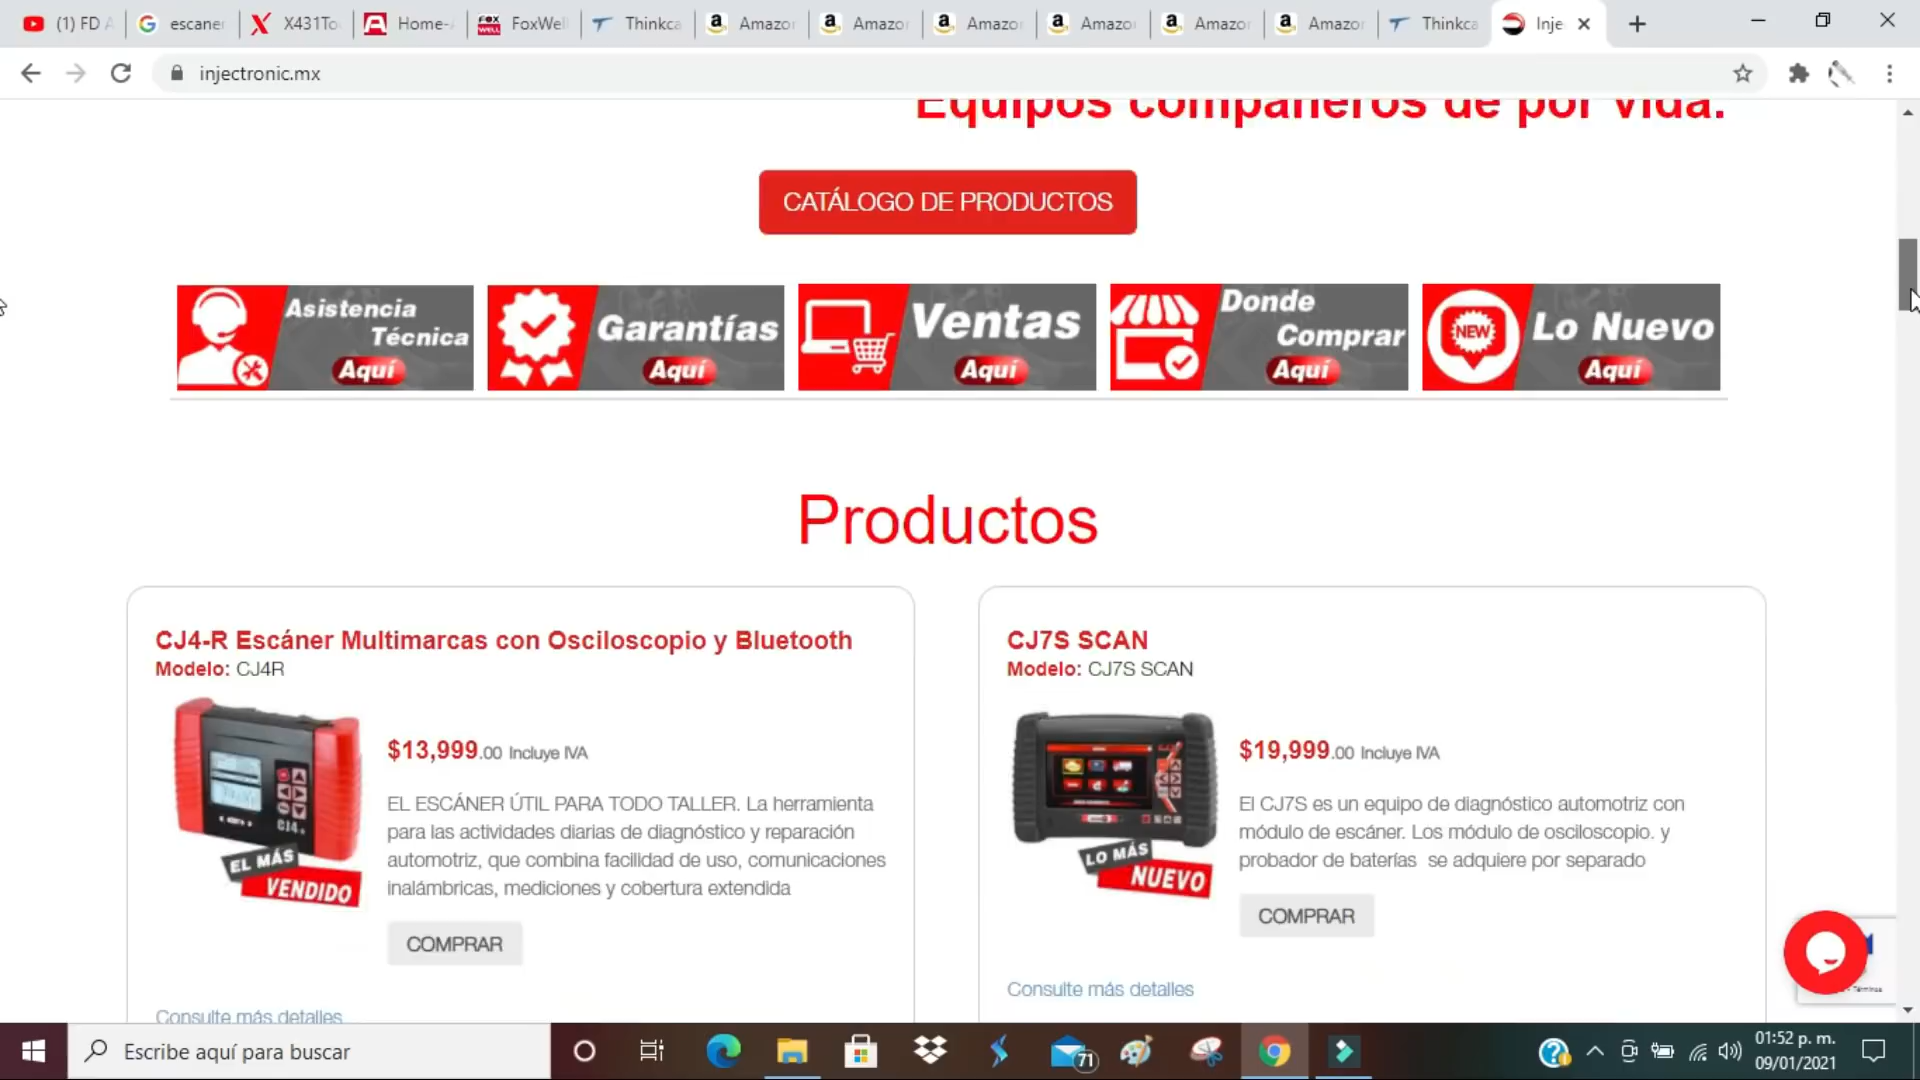 (1) FD A
escane
X431To
Home-
FoxWel
Thinkca
Amazo
Amazo
Amazo
Amazo
Amazo
Amazo
Thinkca
Inje
injectronic.mx
Equipos compañeros de por vida.
CATÁLOGO DE PRODUCTOS
Asistencia
Técnica
Aquí
Garantías
Aquí
Ventas
Aquí
Donde
Comprar
Aquí
NEW
Lo Nuevo
Aquí
Productos
CJ4-R Escáner Multimarcas con Osciloscopio y Bluetooth
Modelo: CJ4R
EL MÁS
VENDIDO
$13,999.00 Incluye IVA
EL ESCÁNER ÚTIL PARA TODO TALLER. La herramienta
para las actividades diarias de diagnóstico y reparación
automotriz, que combina facilidad de uso, comunicaciones
inalámbricas, mediciones y cobertura extendida
COMPRAR
Consulte más detalles
CJ7S SCAN
Modelo: CJ7S SCAN
LO MÁS
NUEVO
$19,999.00 Incluye IVA
El CJ7S es un equipo de diagnóstico automotriz con
módulo de escáner. Los módulo de osciloscopio. y
probador de baterías se adquiere por separado
COMPRAR
Consulte más detalles
Escribe aquí para buscar
71
01:52 p. m.
09/01/2021